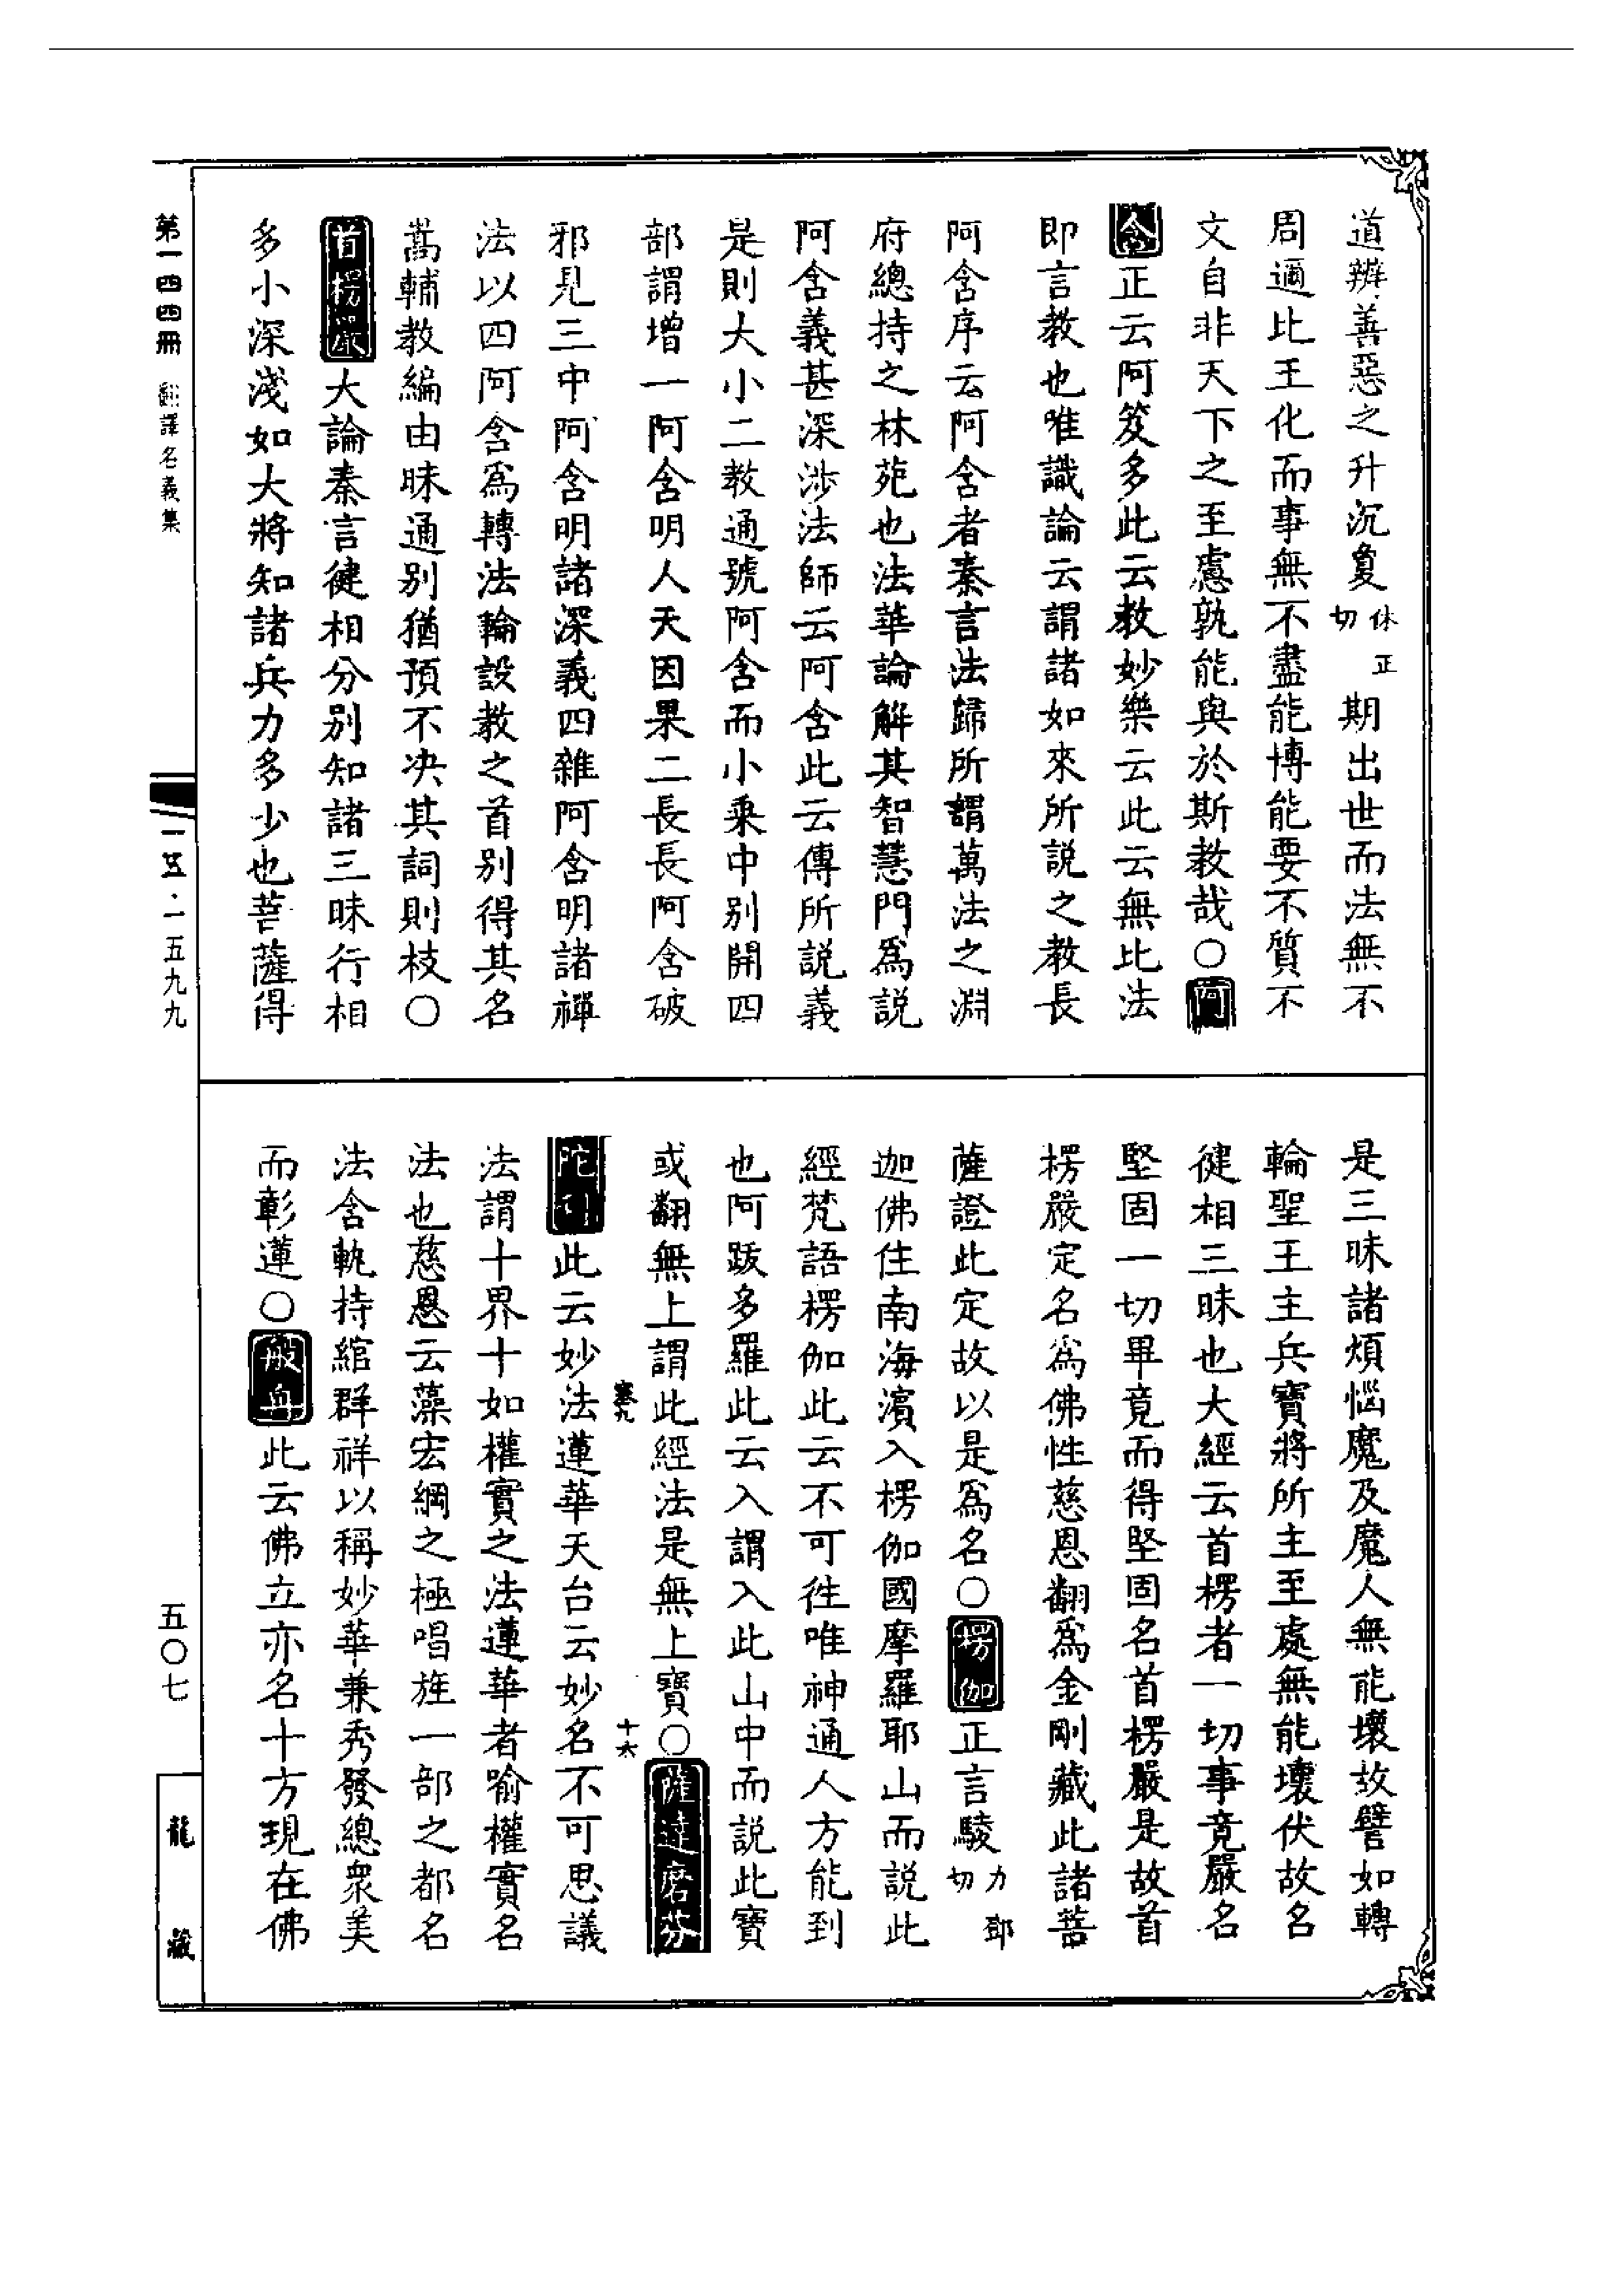 道辨善惡之升沉敻休正切期出世而法無不
周邇比王化而事無不盡能博能要不質不
文自非天下之至慮孰能與於斯教哉○阿
含正云阿笈多此云教妙樂云此云無比法
即言教也唯識論云謂諸如來所説之教長
阿含序云阿含者秦言法歸所謂萬法之淵
府總持之林苑也法華論解其智慧門爲説
阿含義甚深涉法師云阿含此云傳所説義
是則大小二教通號阿含而小乘中別開四
部謂增一阿含明人天因果二長長阿含破
邪見三中阿含明諸深義四雜阿含明諸禪
法以四阿含爲轉法輪設教之首別得其名
嵩輔教編由昧通別猶預不决其詞則枝○
首楞嚴大論秦言健相分別知諸三昧行相
多小深淺如大將知諸兵力多少也菩薩得
是三昧諸煩惱魔及魔人無能壞故譬如轉
輪聖王主兵寶將所主至處無能壞伏故名
健相三昧也大經云首楞者一切事竟嚴名
堅固一切畢竟而得堅固名首楞嚴是故首
楞嚴定名爲佛性慈恩翻爲金剛藏此諸菩
薩證此定故以是爲名○楞伽正言駿力鄧切
迦佛住南海濱入楞伽國摩羅耶山而説此
經梵語楞伽此云不可往唯神通人方能到
也阿跋多羅此云入謂入此山中而説此寶
或翻無上謂此經法是無上寶○薩達磨芬
陀利此云妙法蓮華天台云妙名不可思議
法謂十界十如權實之法蓮華者喻權實名
法也慈恩云藻宏綱之極唱旌一部之都名
法含軌持綰群祥以稱妙華兼秀發總衆美
而彰蓮○般舟此云佛立亦名十方現在佛
第一四四冊
翻譯名義集
一五五·一五九九
五〇七
龍藏
十六